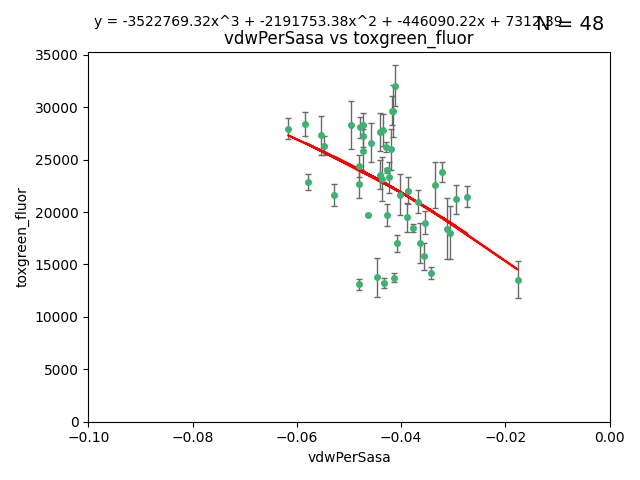 y = -3522769.32x^3 + -2191753.38x^2 + -446090.22x + 7312.39
N = 48
vdwPerSasa vs toxgreen_fluor
35000
30000
25000
20000
15000
10000
5000
0
toxgreen_fluor
−0.10 −0.08 −0.06 −0.04 −0.02 0.00
vdwPerSasa